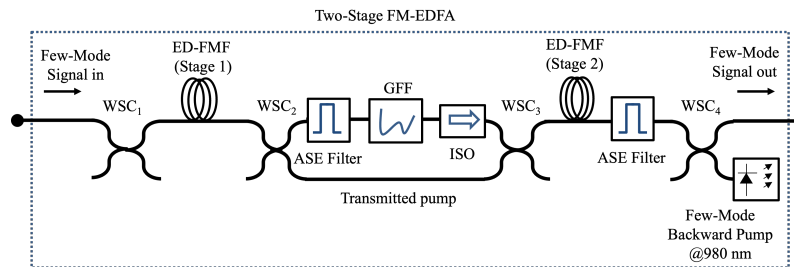 Two-Stage FM-EDFA
Few-Mode
Signal in
ED-FMF
(Stage 1)
ED-FMF
(Stage 2)
Few-Mode
Signal out
WSC₁
WSC₂
GFF
WSC₃
WSC₄
ASE Filter
ISO
ASE Filter
Transmitted pump
Few-Mode
Backward Pump
@980 nm